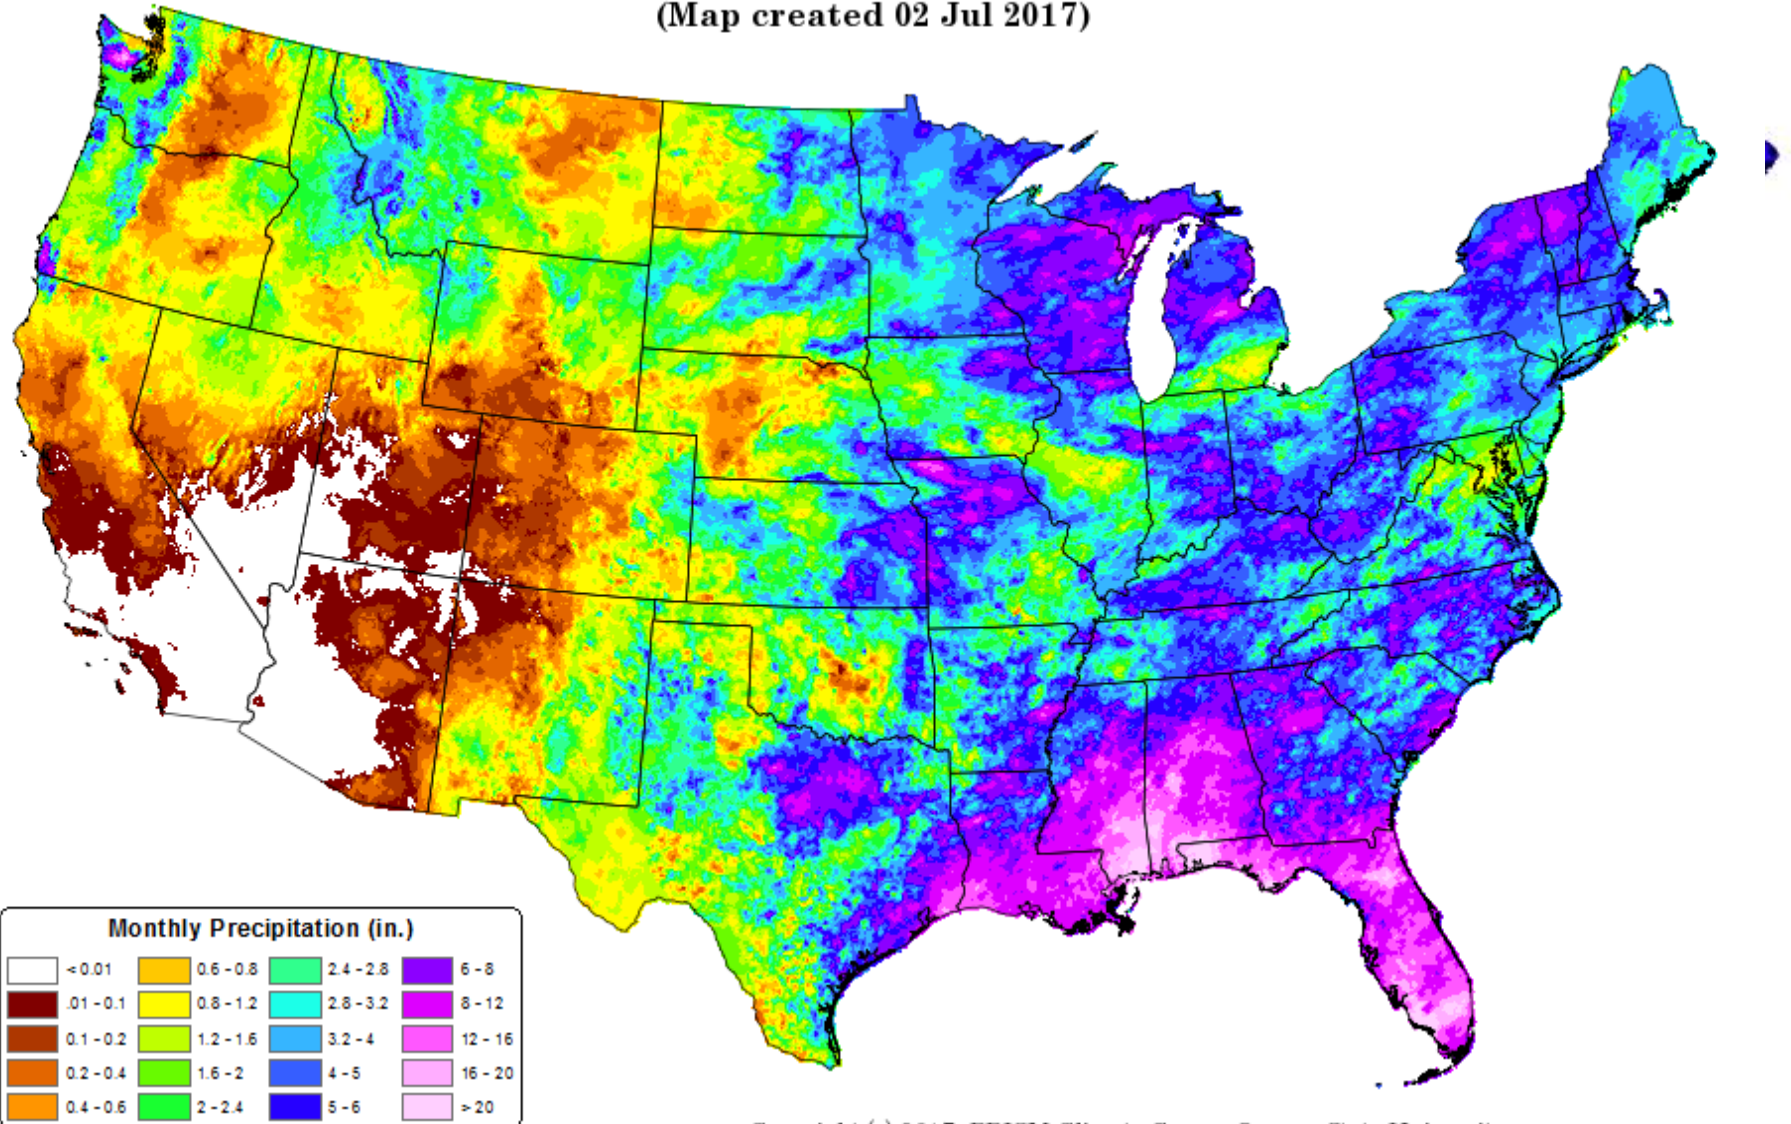 (Map created 02 Jul 2017)
Monthly Precipitation (in.)
< 0.01
.01 - 0.1
0.1 - 0.2
0.2 - 0.4
0.4 - 0.6
0.6 - 0.8
0.8 - 1.2
1.2 - 1.6
1.6 - 2
2 - 2.4
2.4 - 2.8
2.8 - 3.2
3.2 - 4
4 - 5
5 - 6
6 - 8
8 - 12
12 - 16
16 - 20
> 20